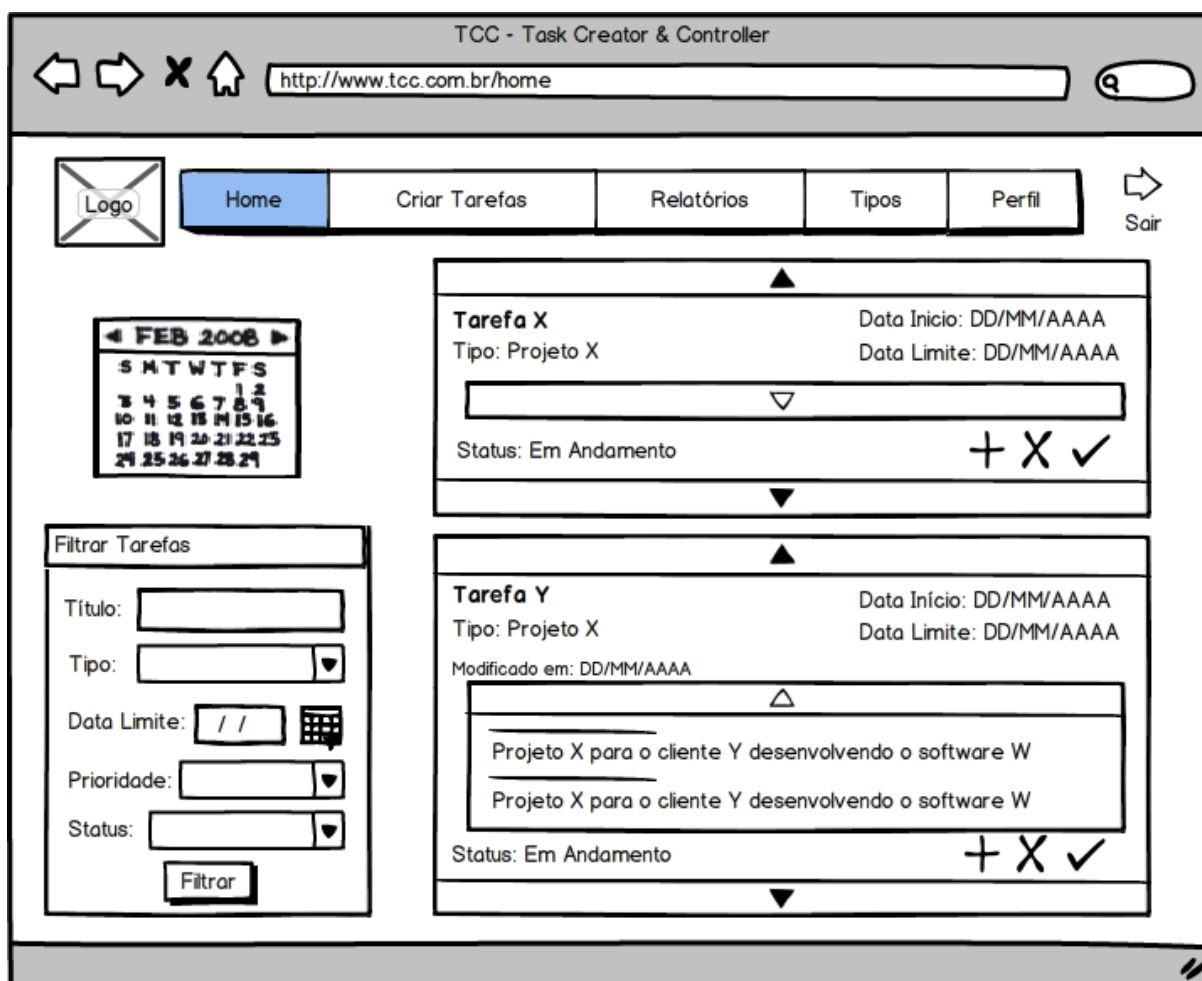 TCC - Task Creator & Controller
http://www.tcc.com.br/home
Logo
Home
Criar Tarefas
Relatórios
Tipos
Perfil
Sair
FEB 2008
S M T W T F S
1 2
3 4 5 6 7 8 9
10 11 12 13 14 15 16
17 18 19 20 21 22 23
24 25 26 27 28 29
Filtrar Tarefas
Título:
Tipo:
Data Limite: / /
Prioridade:
Status:
Filtrar
Tarefa X
Data Inicio: DD/MM/AAAA
Tipo: Projeto X
Data Limite: DD/MM/AAAA
Status: Em Andamento
Tarefa Y
Data Início: DD/MM/AAAA
Tipo: Projeto X
Data Limite: DD/MM/AAAA
Modificado em: DD/MM/AAAA
Projeto X para o cliente Y desenvolvendo o software W
Projeto X para o cliente Y desenvolvendo o software W
Status: Em Andamento